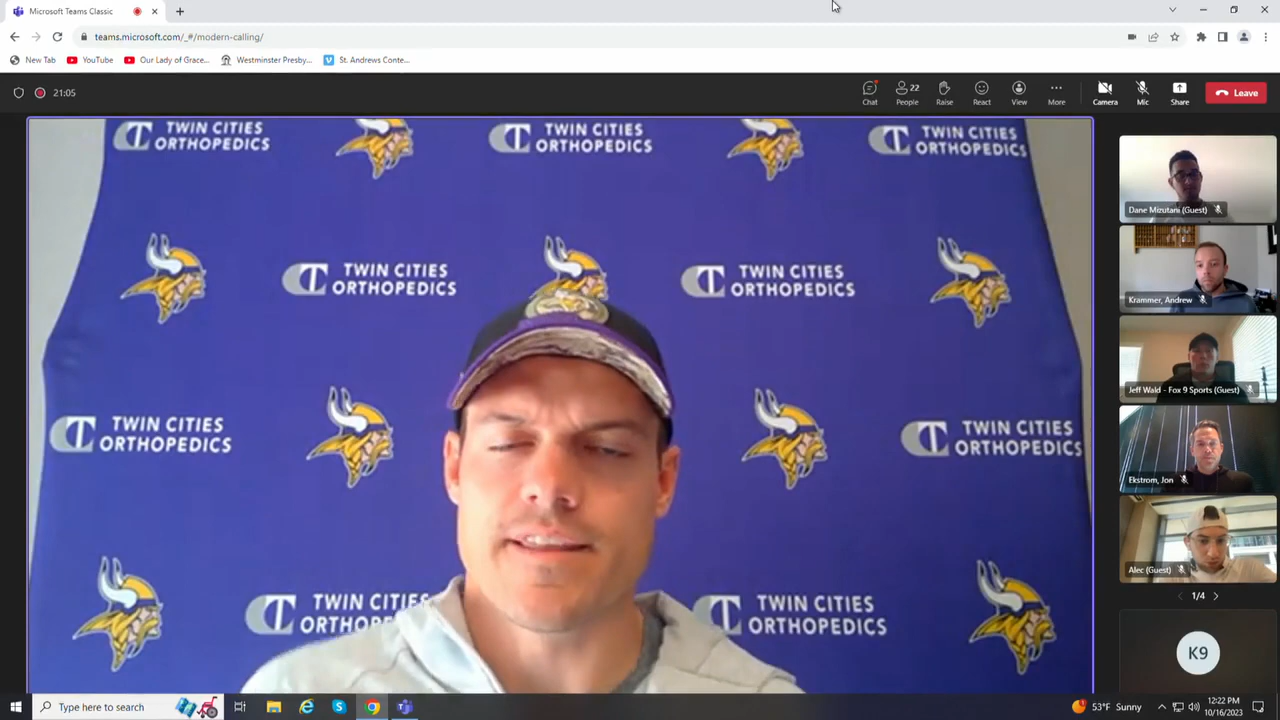 Microsoft Teams Classic
teams.microsoft.com/_#/modern-calling/
New Tab
YouTube
Our Lady of Grace...
Westminster Presby...
St. Andrews Conte...
21:05
Chat
22
People
Raise
React
View
More
Camera
Mic
Share
Leave
TWIN CITIES
ORTHOPEDICS
TWIN CITIES
ORTHOPEDICS
TWIN CITIES
ORTHOPEDICS
TWIN CITIES
ORTHOPEDICS
TWIN CITIES
ORTHOPEDICS
TWIN CITIES
ORTHOPEDICS
TWIN CITIES
ORTHOPEDICS
TWIN CITIES
ORTHOPEDICS
Dane Mizutani (Guest)
Krammer, Andrew
Jeff Wald - Fox 9 Sports (Guest)
Ekstrom, Jon
Alec (Guest)
1/4
K9
Type here to search
53°F Sunny
12:22 PM
10/16/2023